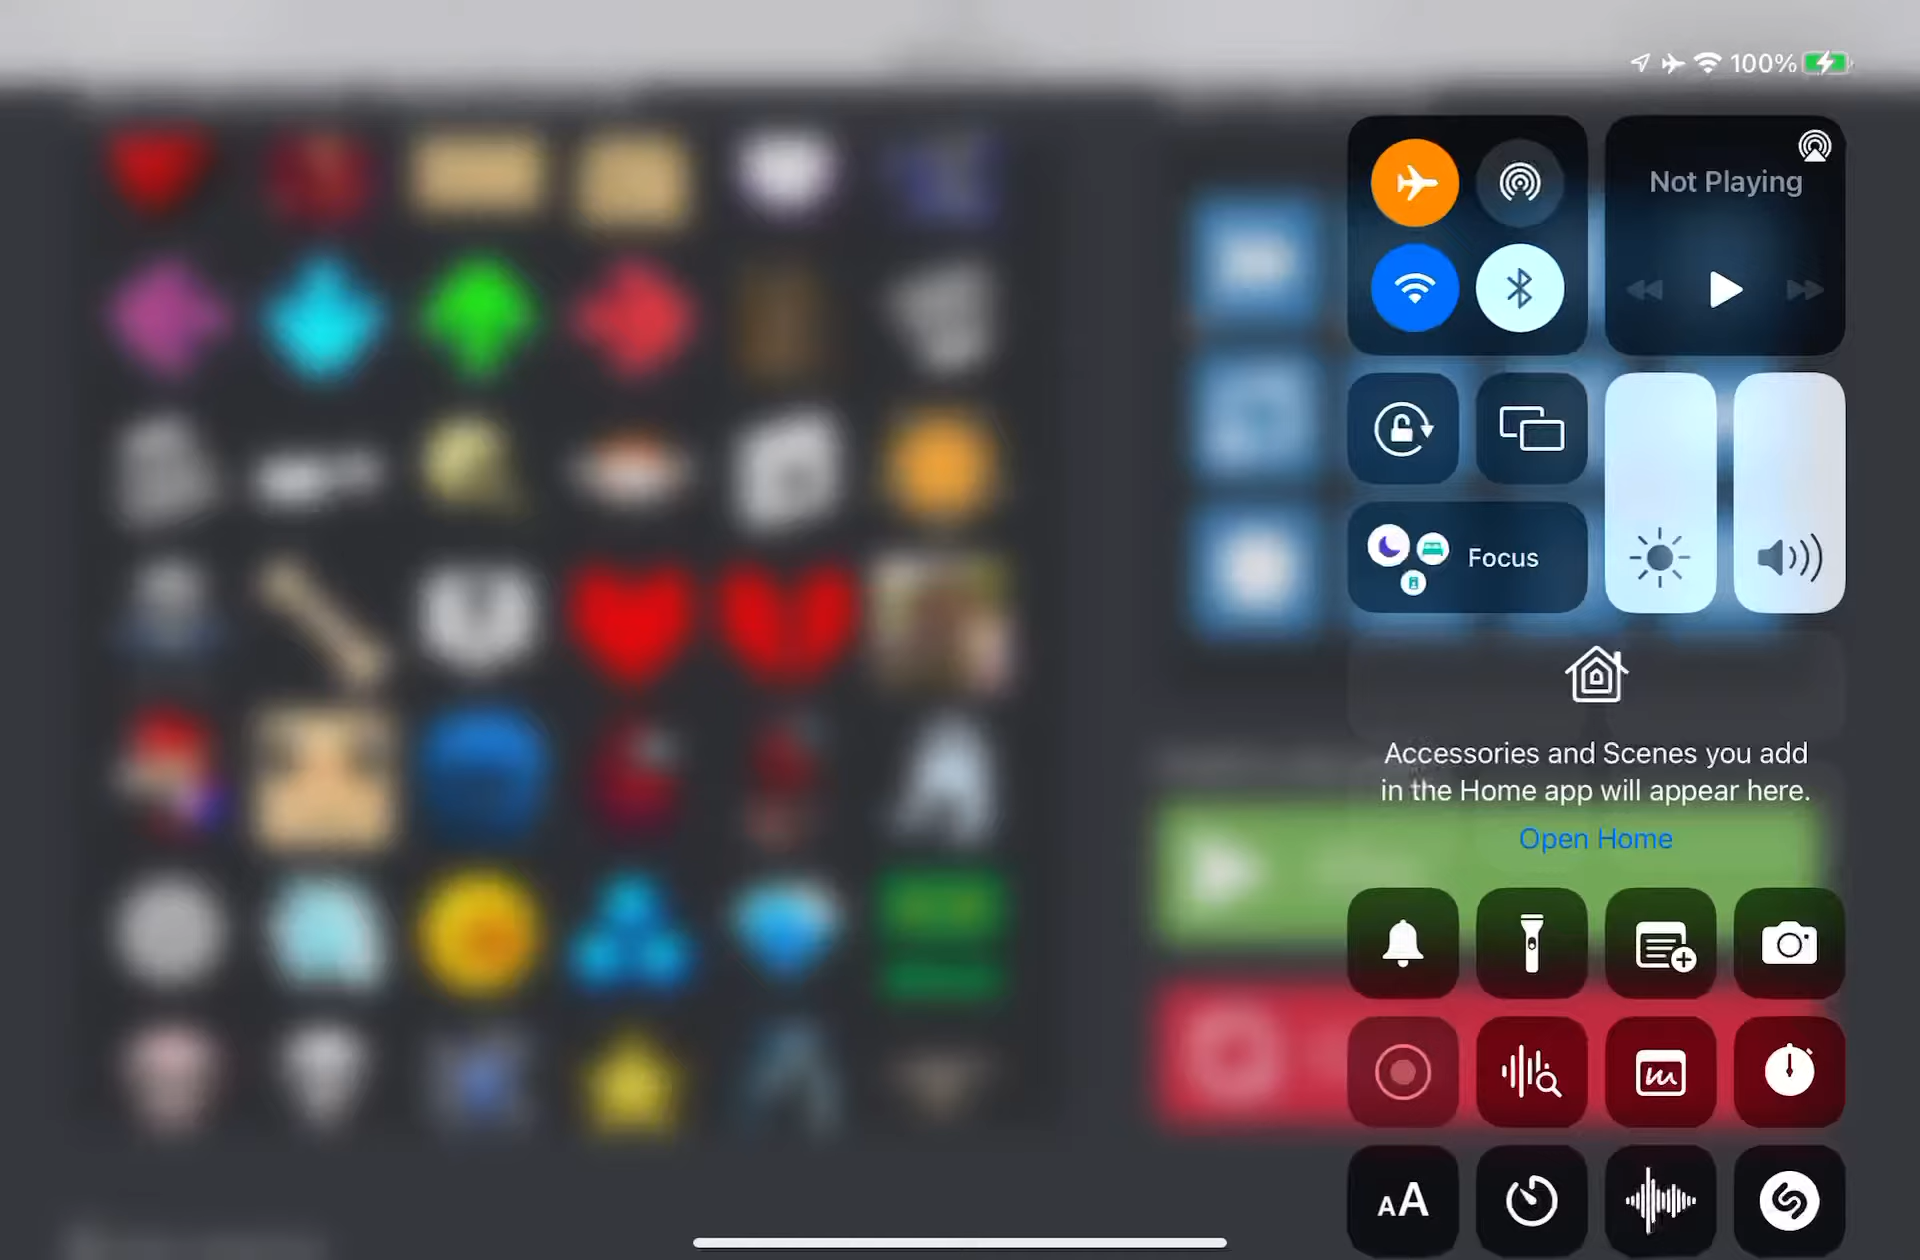 100%
Not Playing
Focus
Accessories and Scenes you add
in the Home app will appear here.
Open Home
AA